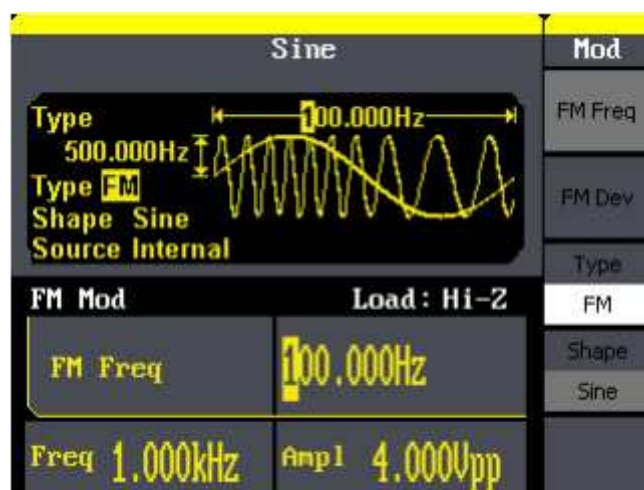 Sine
Mod
Type
100.000Hz
500.000Hz
Type FM
Shape Sine
Source Internal
FM Freq
FM Dev
Type
FM
Shape
Sine
FM Mod
Load: Hi-Z
FM Freq
100.000Hz
Freq 1.000kHz
Ampl 4.000Vpp